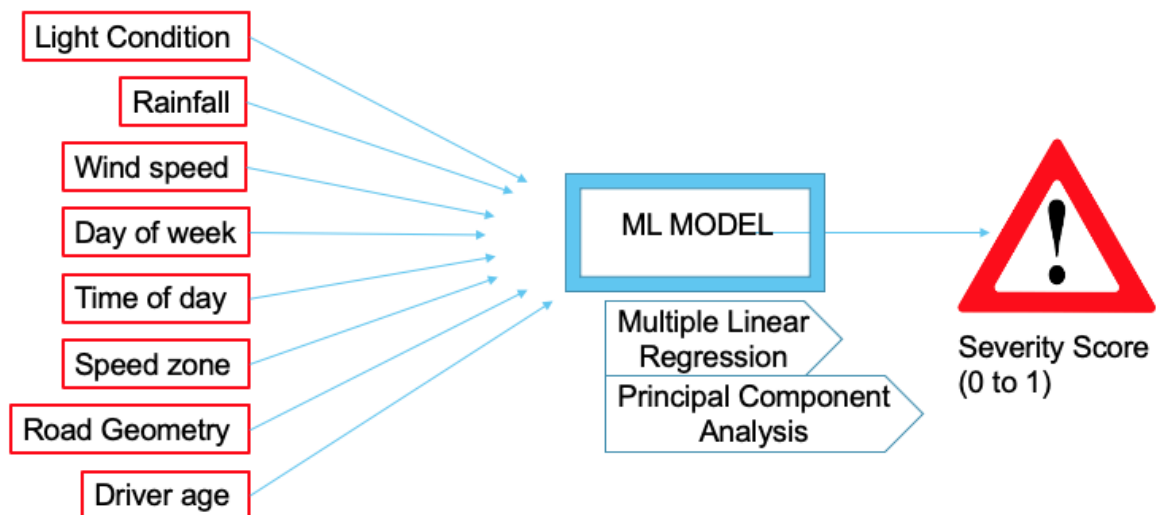 Light Condition
Rainfall
Wind speed
Day of week
Time of day
Speed zone
Road Geometry
Driver age
ML MODEL
Multiple Linear
Regression
Principal Component
Analysis
!
Severity Score
(0 to 1)